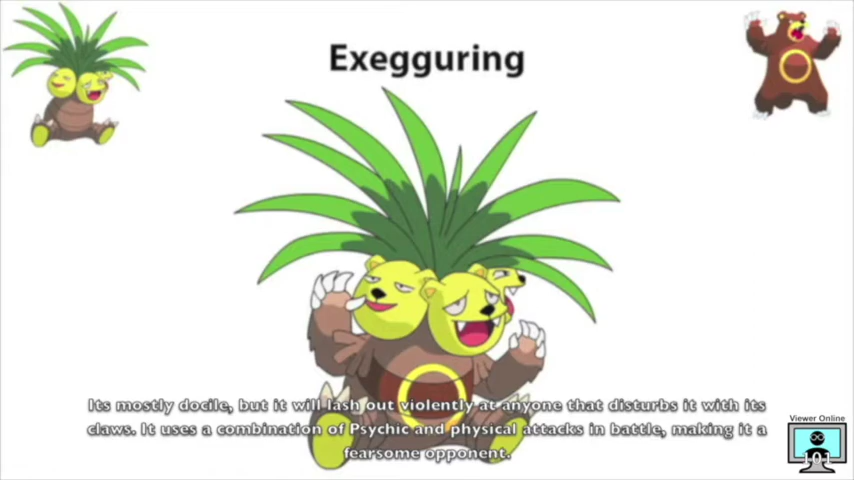 Exegguring
Its mostly docile, but it will lash out violently at anyone that disturbs it with its
claws. It uses a combination of Psychic and physical attacks in battle, making it a
fearsome opponent.
Viewer Online
101